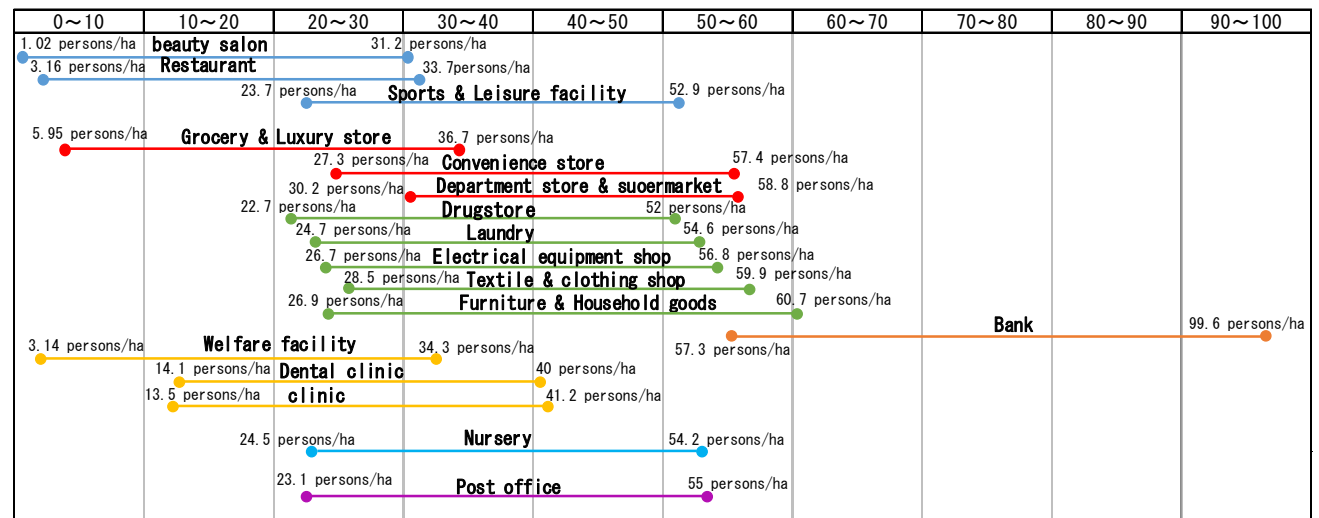 0～10 10～20 20～30 30～40 40～50 50～60 60～70 70～80 80～90 90～100
1.02 persons/ha beauty salon 31.2 persons/ha
3.16 persons/ha Restaurant 33.7persons/ha
23.7 persons/ha Sports & Leisure facility 52.9 persons/ha
5.95 persons/ha Grocery & Luxury store 36.7 persons/ha
27.3 persons/ha Convenience store 57.4 persons/ha
30.2 persons/ha Department store & suoermarket 58.8 persons/ha
22.7 persons/ha Drugstore 52 persons/ha
24.7 persons/ha Laundry 54.6 persons/ha
26.7 persons/ha Electrical equipment shop 56.8 persons/ha
28.5 persons/ha Textile & clothing shop 59.9 persons/ha
26.9 persons/ha Furniture & Household goods 60.7 persons/ha
57.3 persons/ha Bank 99.6 persons/ha
3.14 persons/ha Welfare facility 34.3 persons/ha
14.1 persons/ha Dental clinic 40 persons/ha
13.5 persons/ha clinic 41.2 persons/ha
24.5 persons/ha Nursery 54.2 persons/ha
23.1 persons/ha Post office 55 persons/ha